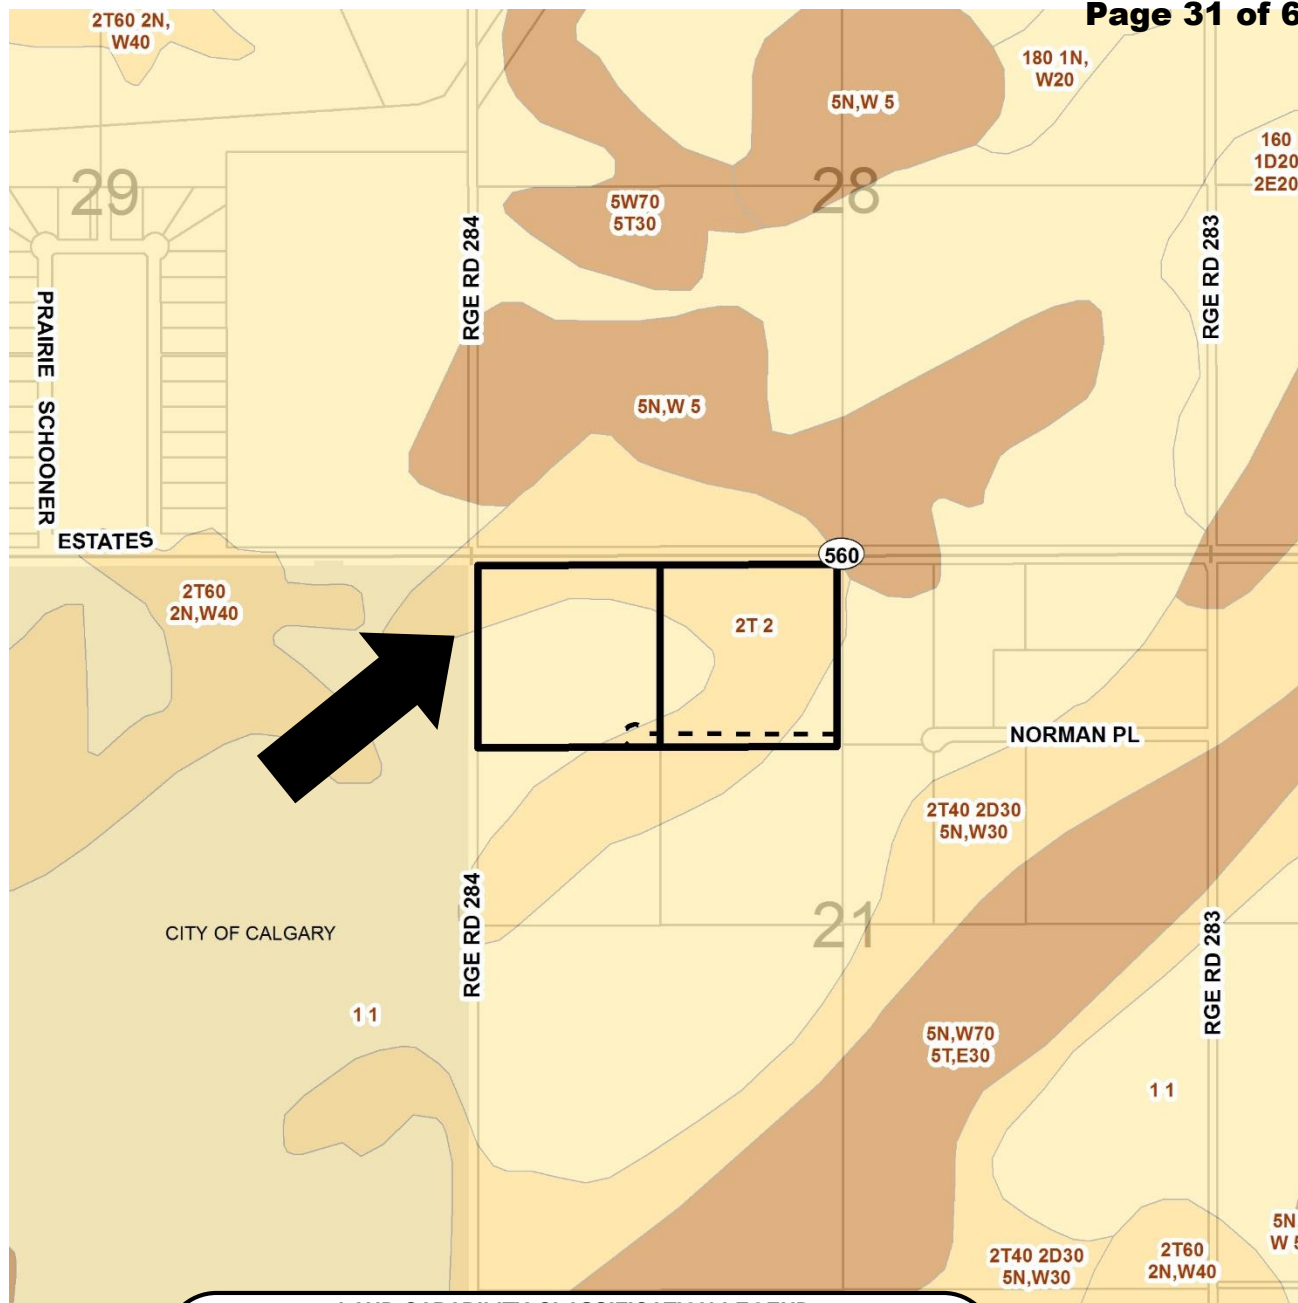 Page 31 of 6
2T60 2N,
W40
180 1N,
W20
5N,W 5
160
1D20
2E20
29
28
5W70
5T30
RGE RD 284
RGE RD 283
PRAIRIE SCHOONER
5N,W 5
ESTATES
560
2T60
2N,W40
2T 2
NORMAN PL
2T40 2D30
5N,W30
RGE RD 284
21
RGE RD 283
CITY OF CALGARY
1 1
5N,W70
5T,E30
1 1
5N
W 5
2T40 2D30
5N,W30
2T60
2N,W40